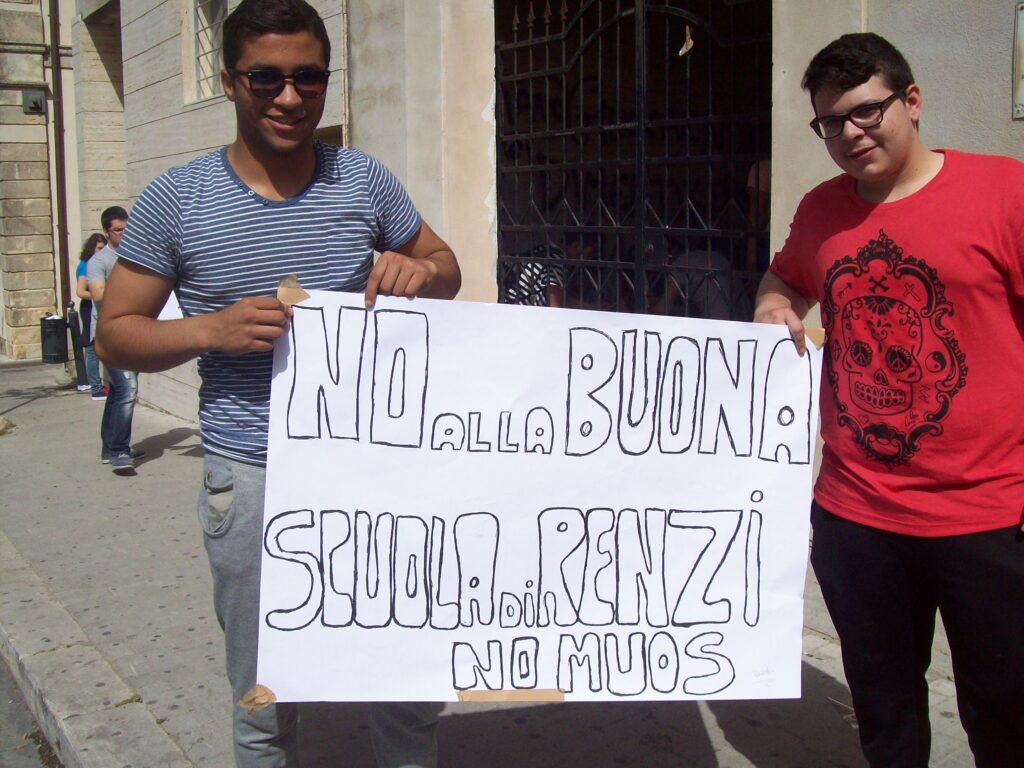 NO ALLA BUONA
SCUOLA Di RENZi
NO MUOS